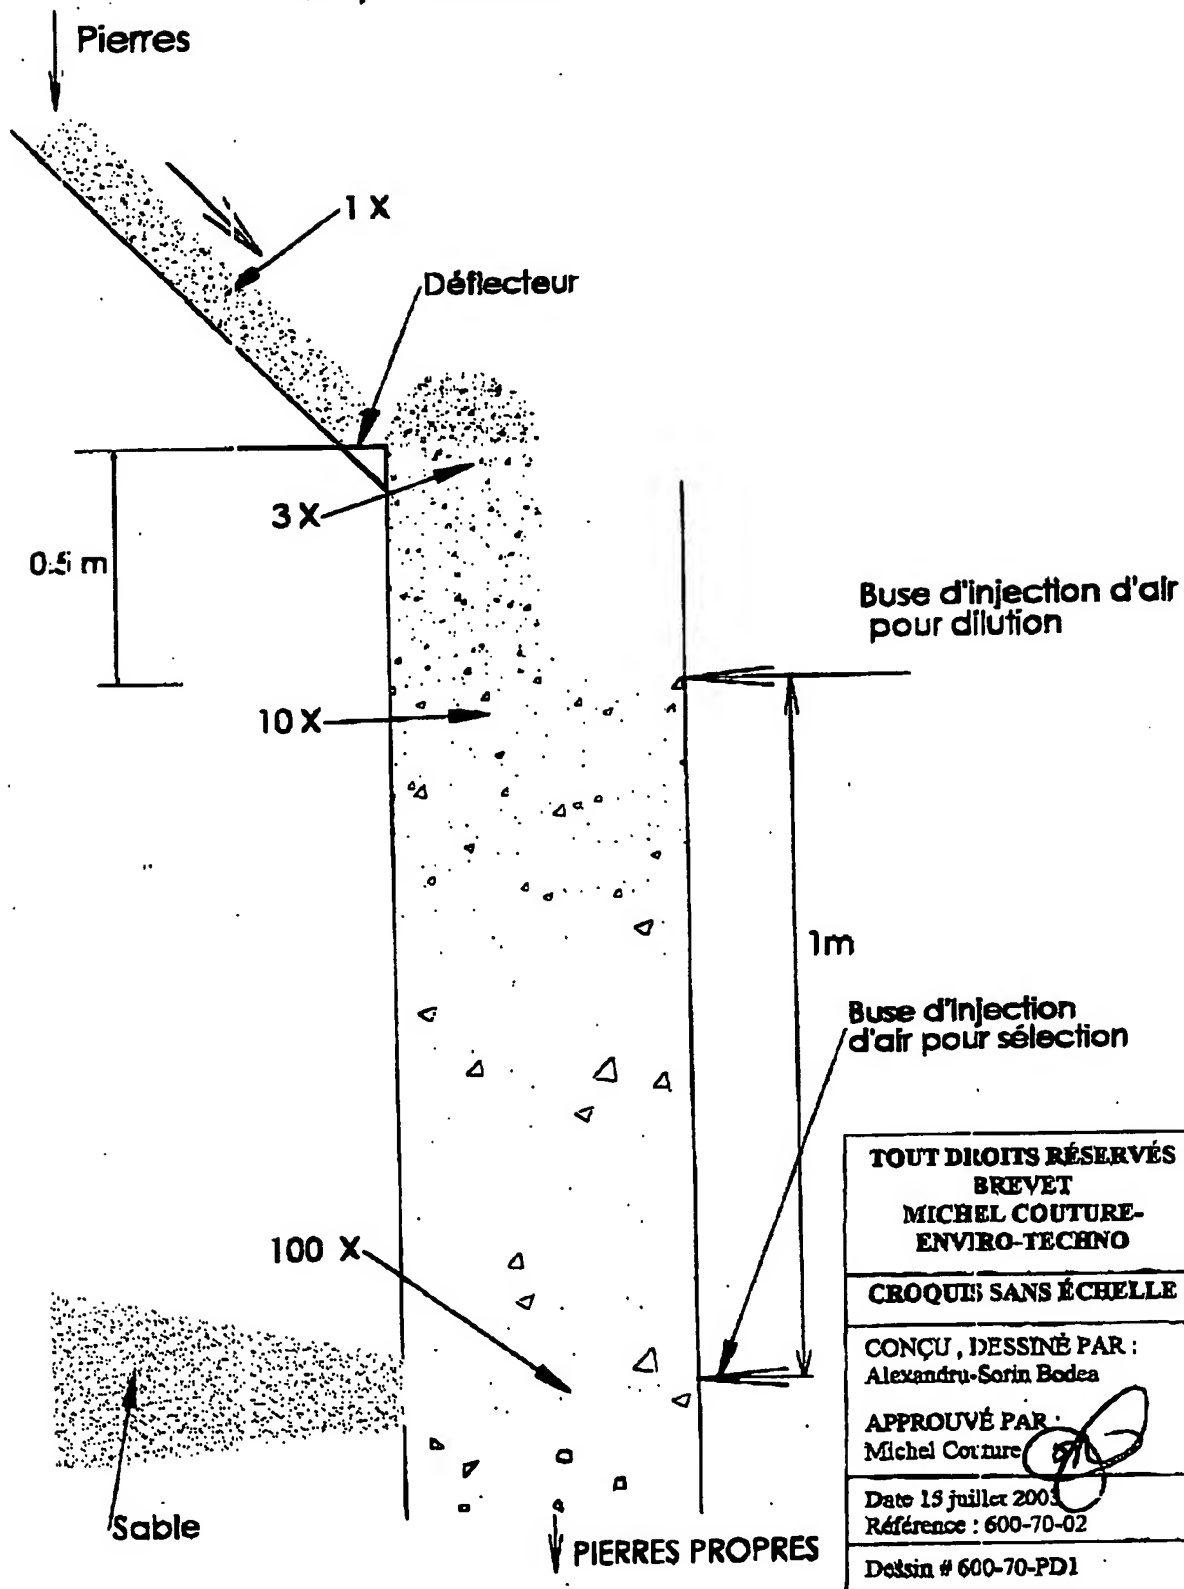 Pierres
1 X
Déflecteur
3 X
0.5 m
Buse d'injection d'air
pour dilution
10 X
1m
Buse d'Injection
d'air pour sélection
100 X
Sable
PIERRES PROPRES
TOUT DROITS RÉSERVÉS
BREVET
MICHEL COUTURE-
ENVIRO-TECHNO
CROQUIS SANS ÉCHELLE
CONÇU, DESSINÉ PAR :
Alexandru-Sorin Bodea
APPROUVÉ PAR :
Michel Couture
Date 15 juillet 2003
Référence : 600-70-02
Dessin # 600-70-PD1